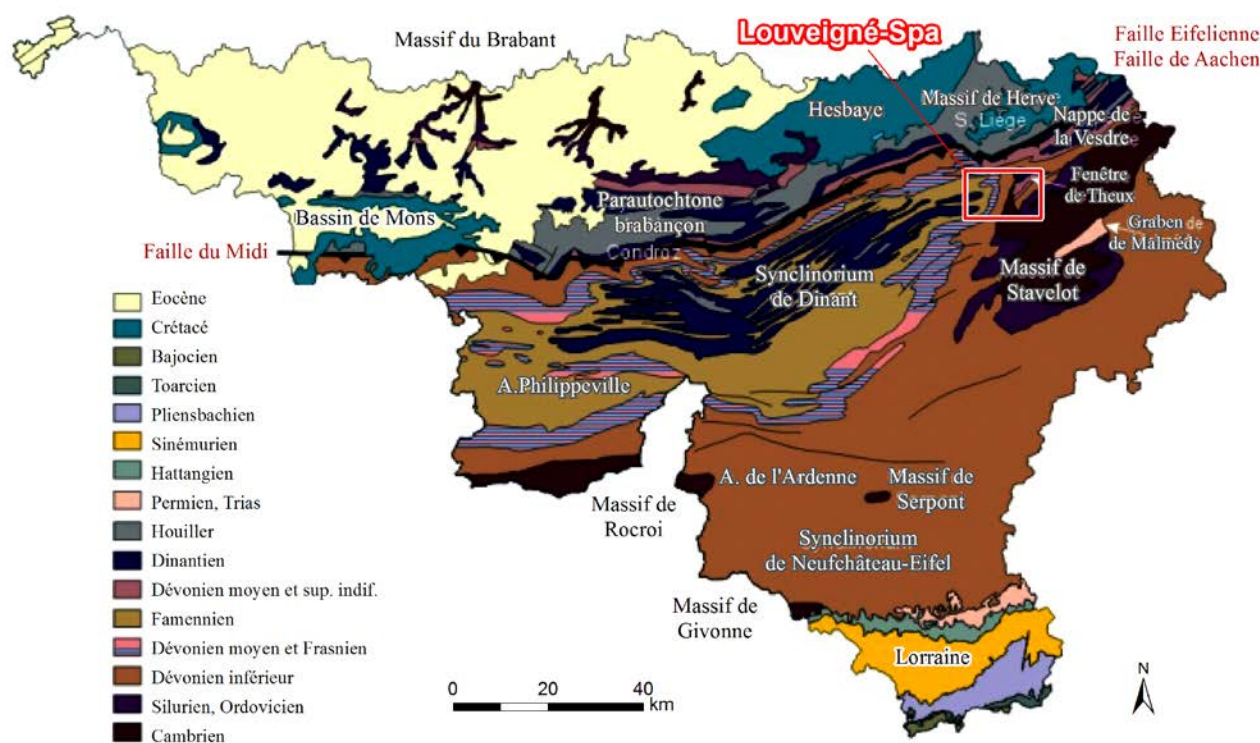 Massif du Brabant
Louveigné-Spa
Faille Eifelienne
Faille de Aachen
Hesbaye
Massif de Herve
S. Liège
Nappe de
la Vesdre
Fenêtre
de Theux
Parautochtone
brabançon
Condroz
Bassin de Mons
Faille du Midi
Graben de
de Malmédy
Synclinorium
de Dinant
Massif de
Stavelot
A.Philippeville
A. de l'Ardenne
Massif de
Serpont
Massif de
Rocroi
Synclinorium
de Neufchâteau-Eifel
Massif de
Givonne
Lorraine
Eocène
Crétacé
Bajocien
Toarcien
Pliensbachien
Sinémurien
Hattangien
Permien, Trias
Houiller
Dinantien
Dévonien moyen et sup. indif.
Famennien
Dévonien moyen et Frasnien
Dévonien inférieur
Silurien, Ordovicien
Cambrien
0 20 40
km
N